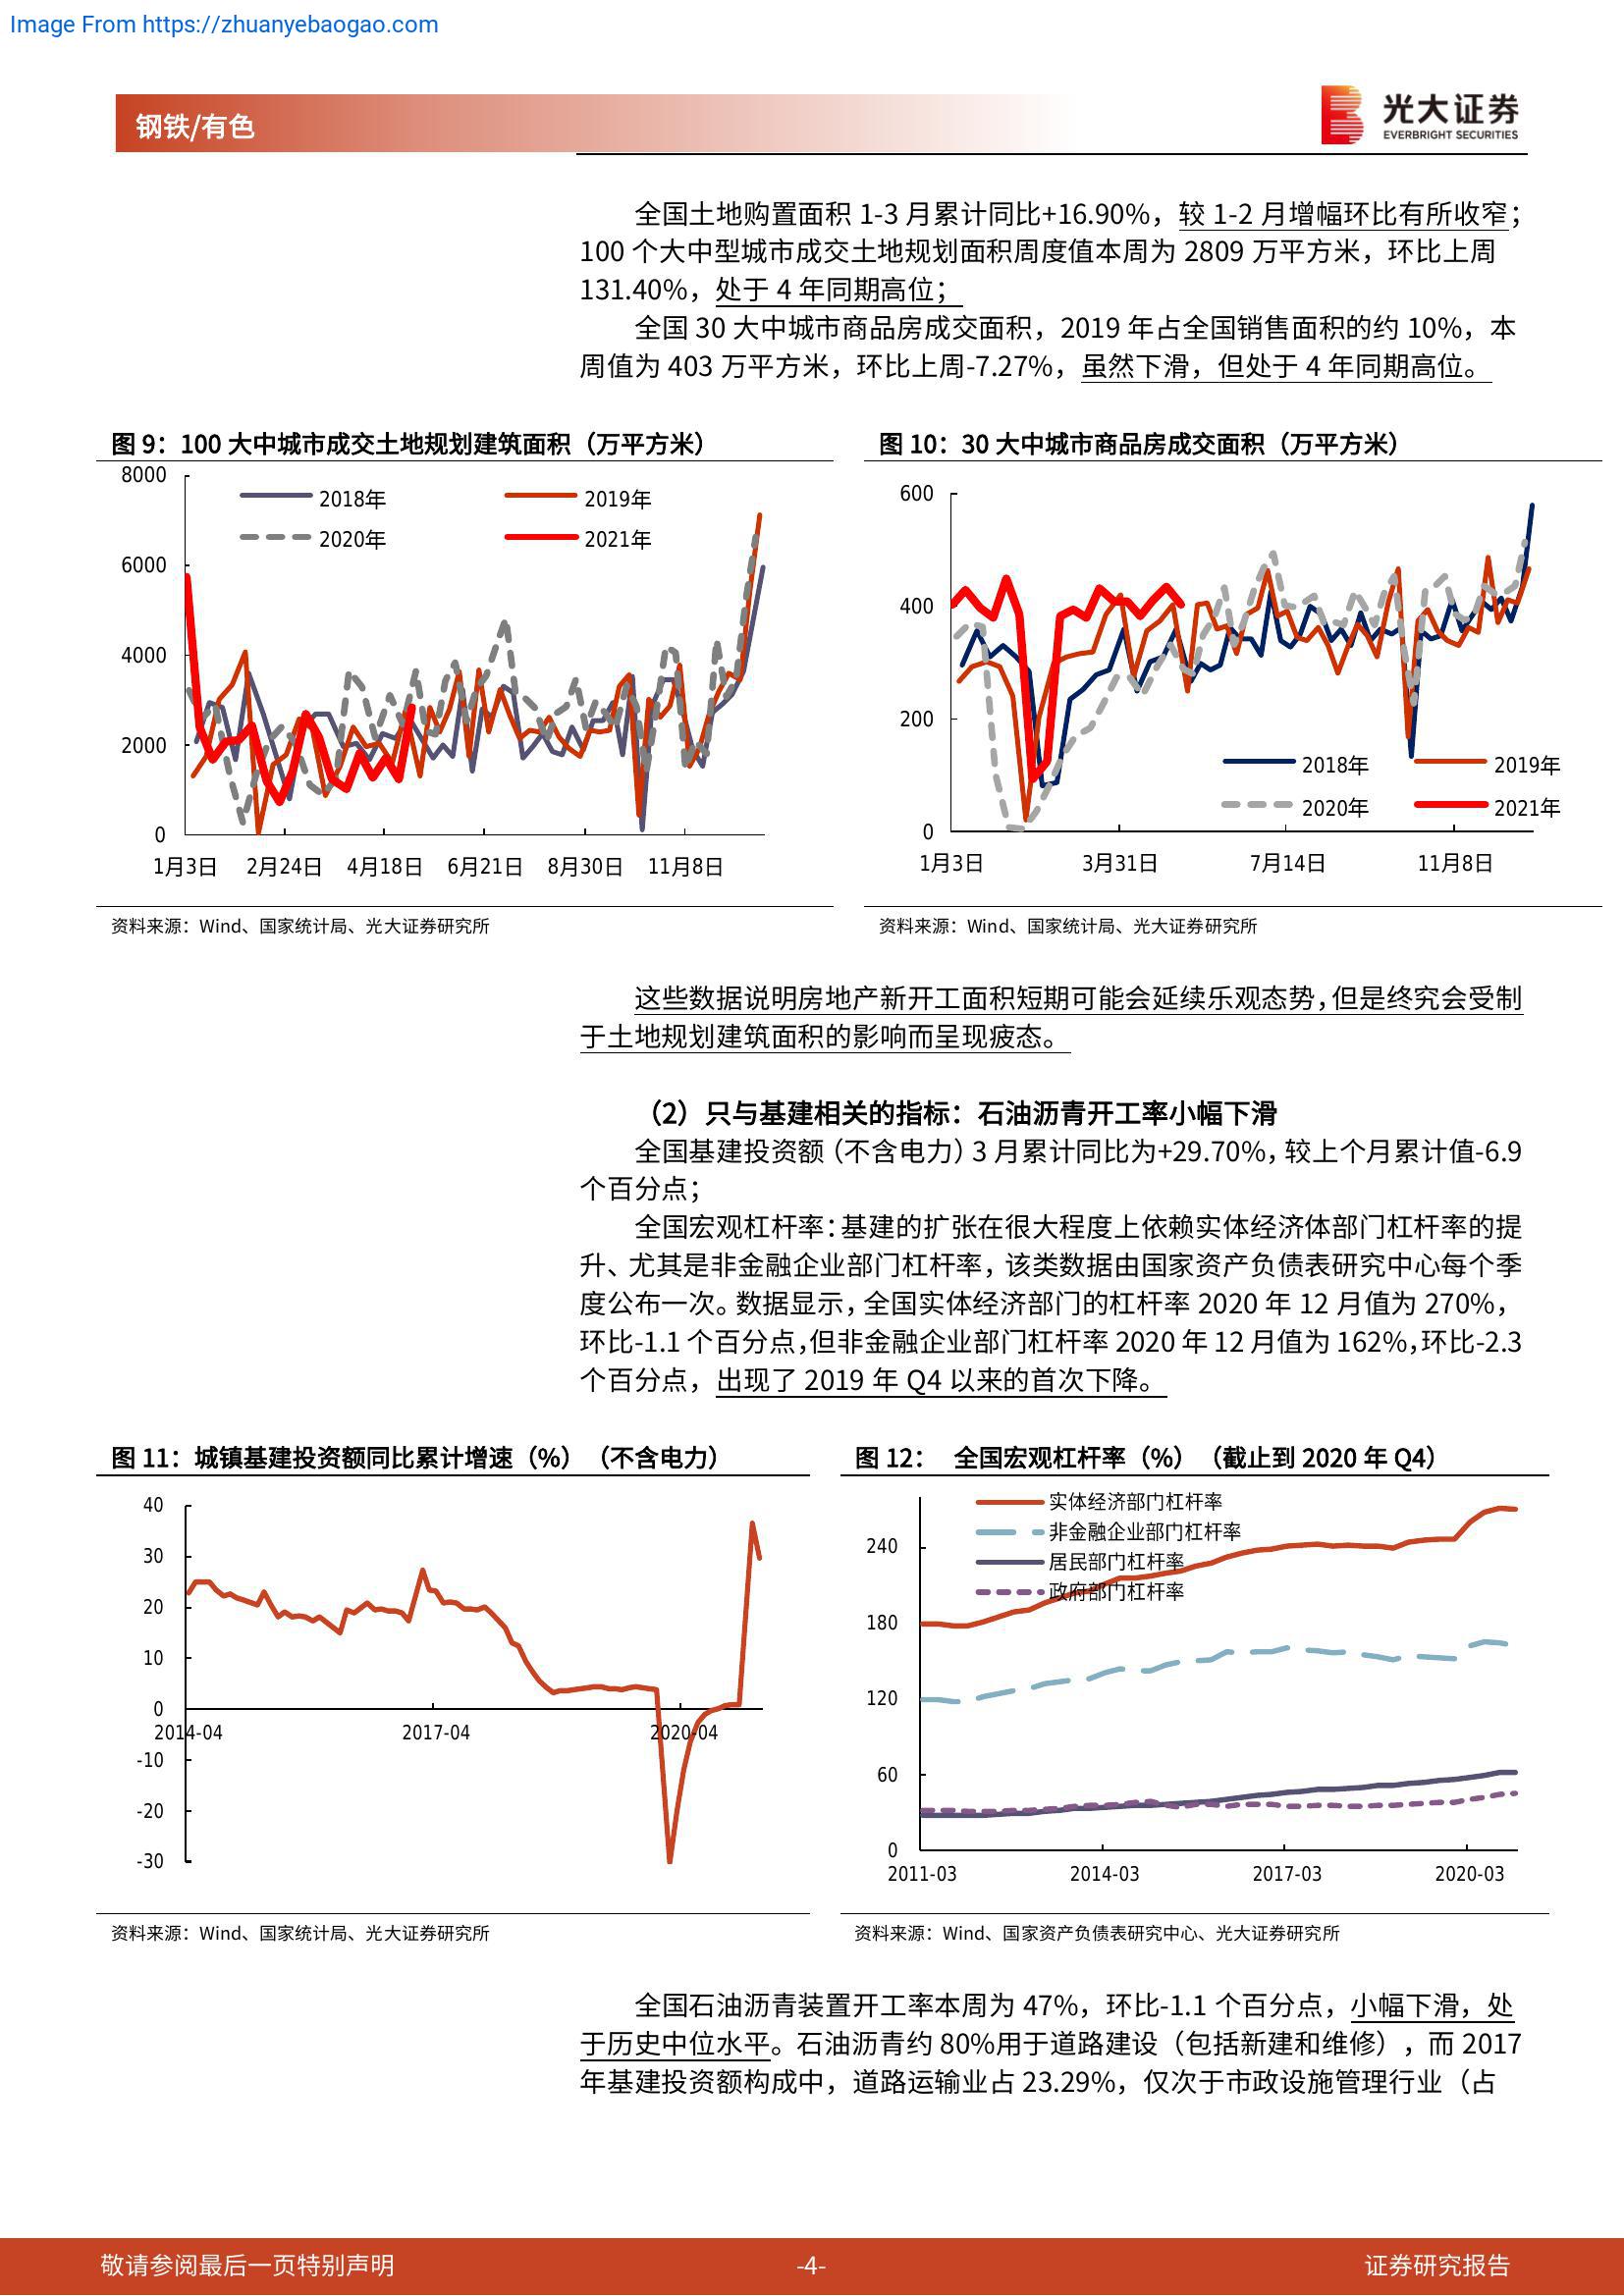 Image From https://zhuanyebaogao.com
钢铁/有色
光大证券
EVERBRIGHT SECURITIES
全国土地购置面积 1-3 月累计同比+16.90%，较 1-2 月增幅环比有所收窄；
100 个大中型城市成交土地规划面积周度值本周为 2809 万平方米，环比上周
131.40%，处于 4 年同期高位；
全国 30 大中城市商品房成交面积，2019 年占全国销售面积的约 10%，本
周值为 403 万平方米，环比上周-7.27%，虽然下滑，但处于 4 年同期高位。
图 9：100 大中城市成交土地规划建筑面积（万平方米）
8000
6000
4000
2000
0
2018年
2019年
2020年
2021年
1月3日 2月24日 4月18日 6月21日 8月30日 11月8日
资料来源：Wind、国家统计局、光大证券研究所
图 10：30 大中城市商品房成交面积（万平方米）
600
400
200
0
2018年
2019年
2020年
2021年
1月3日 3月31日 7月14日 11月8日
资料来源：Wind、国家统计局、光大证券研究所
这些数据说明房地产新开工面积短期可能会延续乐观态势，但是终究会受制
于土地规划建筑面积的影响而呈现疲态。
（2）只与基建相关的指标：石油沥青开工率小幅下滑
全国基建投资额（不含电力）3 月累计同比为+29.70%，较上个月累计值-6.9
个百分点；
全国宏观杠杆率：基建的扩张在很大程度上依赖实体经济体部门杠杆率的提
升、尤其是非金融企业部门杠杆率，该类数据由国家资产负债表研究中心每个季
度公布一次。数据显示，全国实体经济部门的杠杆率 2020 年 12 月值为 270%，
环比-1.1 个百分点，但非金融企业部门杠杆率 2020 年 12 月值为 162%，环比-2.3
个百分点，出现了 2019 年 Q4 以来的首次下降。
图 11：城镇基建投资额同比累计增速（%）（不含电力）
40
30
20
10
0
-10
-20
-30
2014-04 2017-04 2020-04
资料来源：Wind、国家统计局、光大证券研究所
图 12： 全国宏观杠杆率（%）（截止到 2020 年 Q4）
240
180
120
60
0
实体经济部门杠杆率
非金融企业部门杠杆率
居民部门杠杆率
政府部门杠杆率
2011-03 2014-03 2017-03 2020-03
资料来源：Wind、国家资产负债表研究中心、光大证券研究所
全国石油沥青装置开工率本周为 47%，环比-1.1 个百分点，小幅下滑，处
于历史中位水平。石油沥青约 80%用于道路建设（包括新建和维修），而 2017
年基建投资额构成中，道路运输业占 23.29%，仅次于市政设施管理行业（占
敬请参阅最后一页特别声明
-4-
证券研究报告